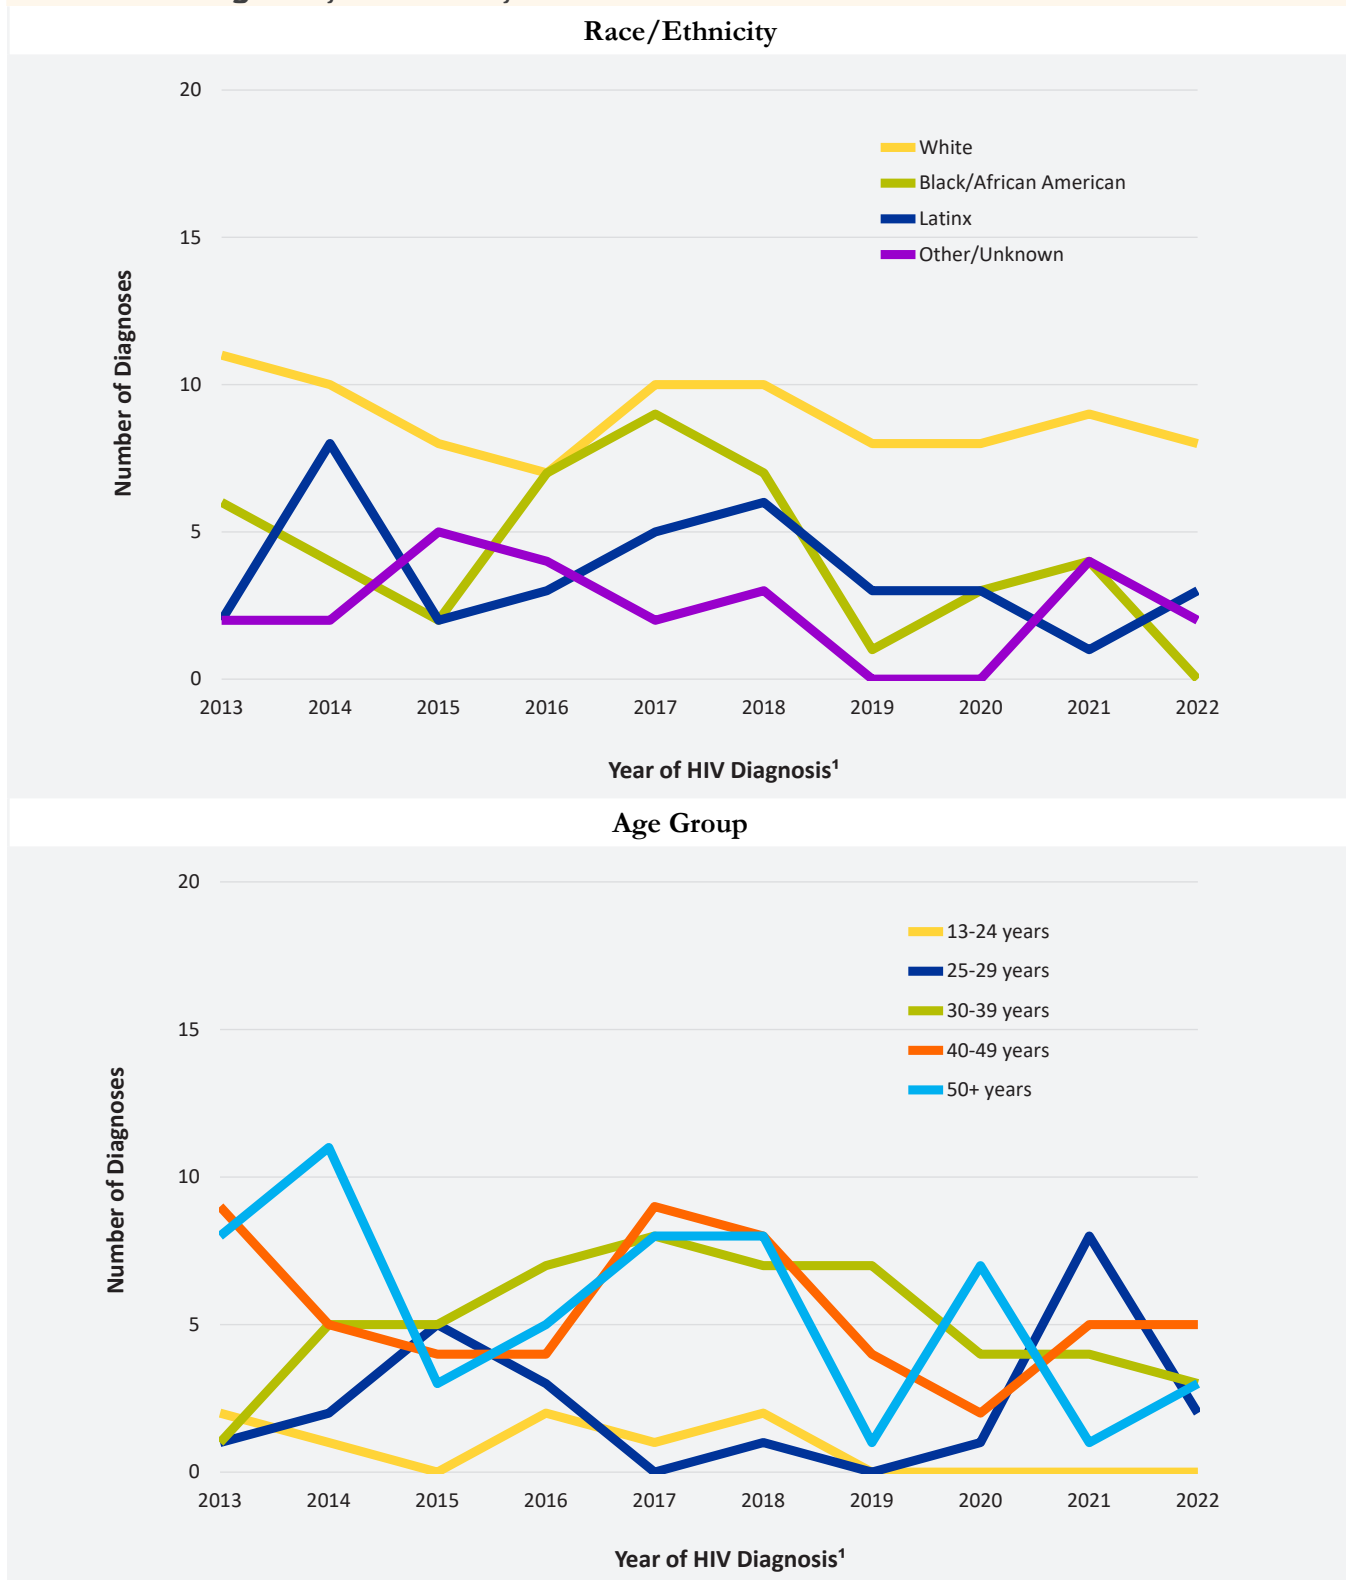 Race/Ethnicity
20
15
10
5
0
Number of Diagnoses
White
Black/African American
Latinx
Other/Unknown
2013 2014 2015 2016 2017 2018 2019 2020 2021 2022
Year of HIV Diagnosis¹
Age Group
20
15
10
5
0
Number of Diagnoses
13-24 years
25-29 years
30-39 years
40-49 years
50+ years
2013 2014 2015 2016 2017 2018 2019 2020 2021 2022
Year of HIV Diagnosis¹